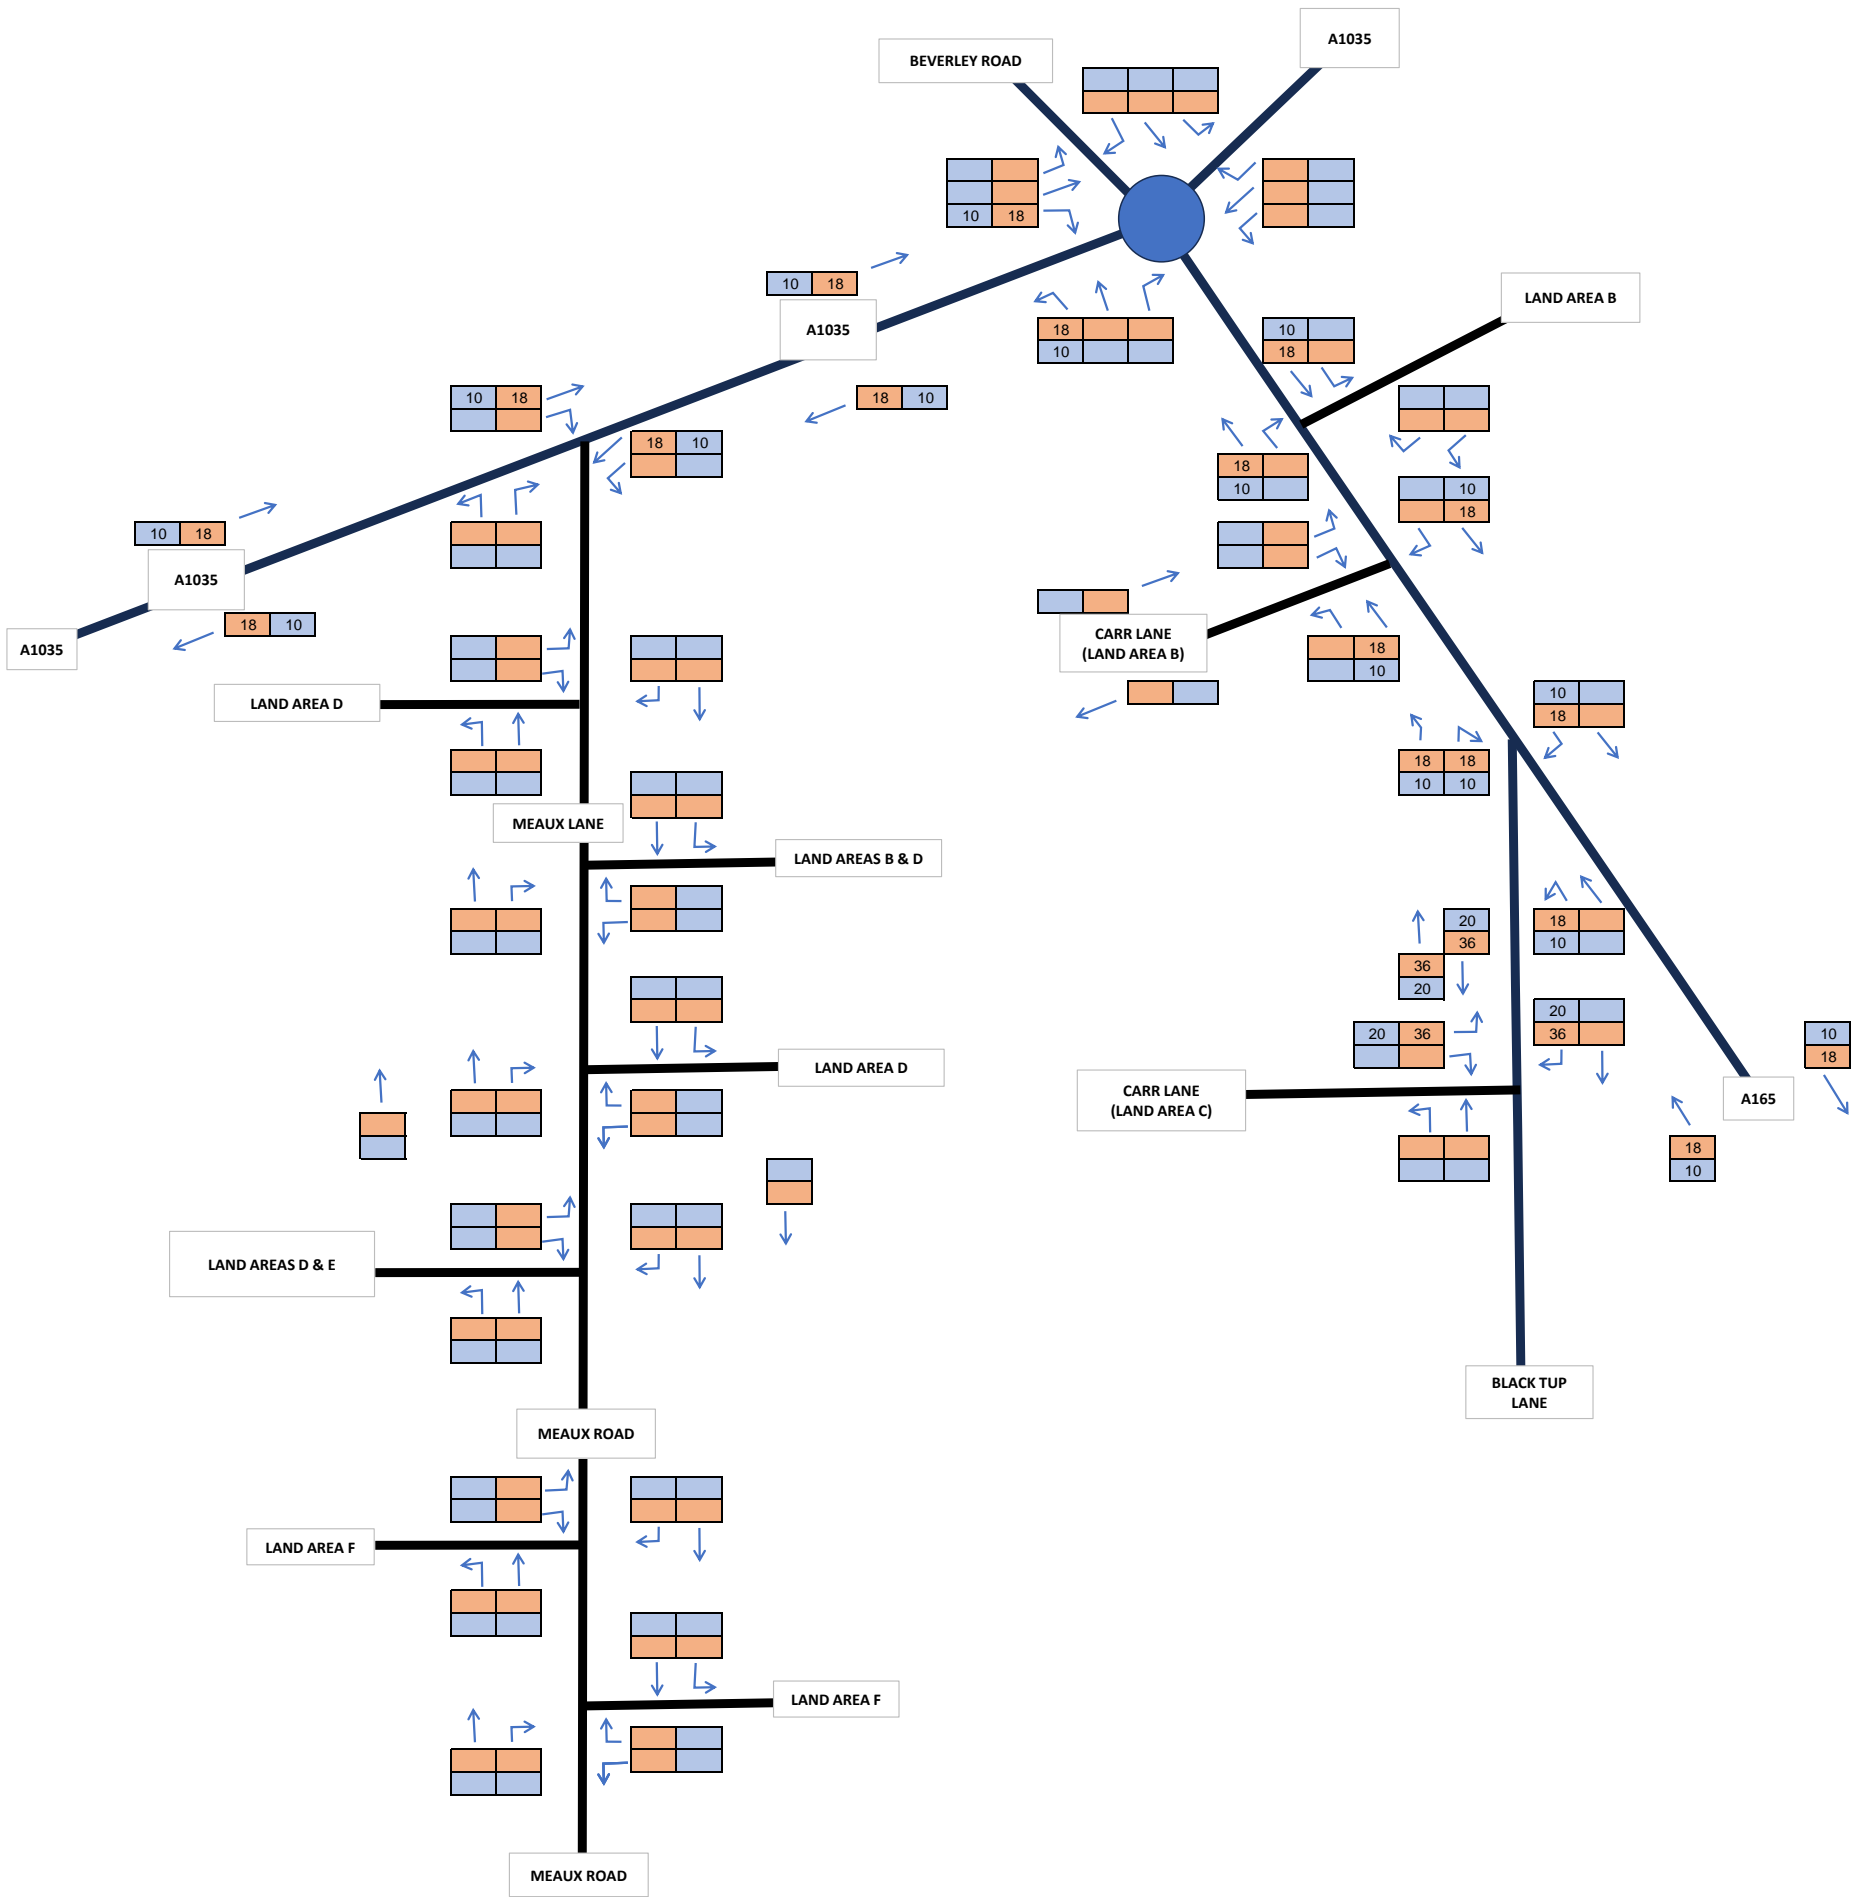 A1035
BEVERLEY ROAD
10 18
LAND AREA B
10 18
A1035
18
10
10
18
10 18
18 10
18 10
18
10
10
18
10 18
A1035
18 10
A1035
CARR LANE
(LAND AREA B)
18
10
LAND AREA D
10
18
18 18
10 10
MEAUX LANE
LAND AREAS B & D
20
36
18
10
36
20
20
36
20 36
10
18
LAND AREA D
CARR LANE
(LAND AREA C)
A165
18
10
LAND AREAS D & E
BLACK TUP
LANE
MEAUX ROAD
LAND AREA F
LAND AREA F
MEAUX ROAD